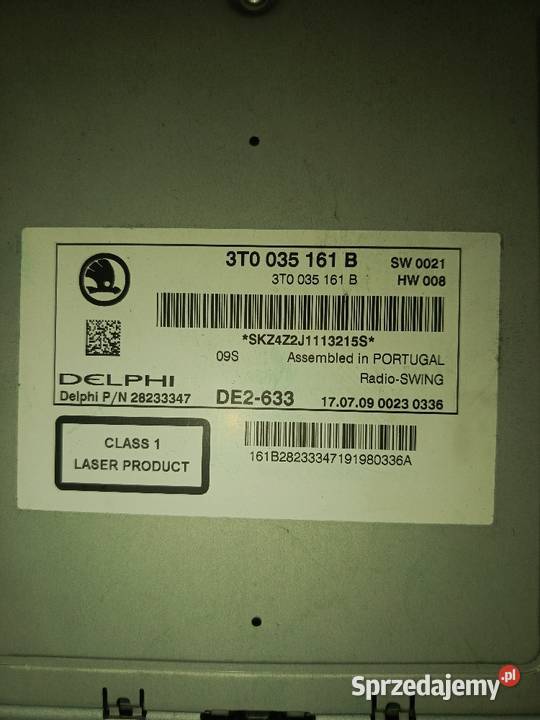 3T0 035 161 B SW 0021
3T0 035 161 B HW 008
*SKZ4Z2J1113215S*
09S Assembled in PORTUGAL
DELPHI Radio-SWING
Delphi P/N 28233347 DE2-633 17.07.09 0023 0336
CLASS 1
LASER PRODUCT
161B28233347191980336A
Sprzedajemy.pl